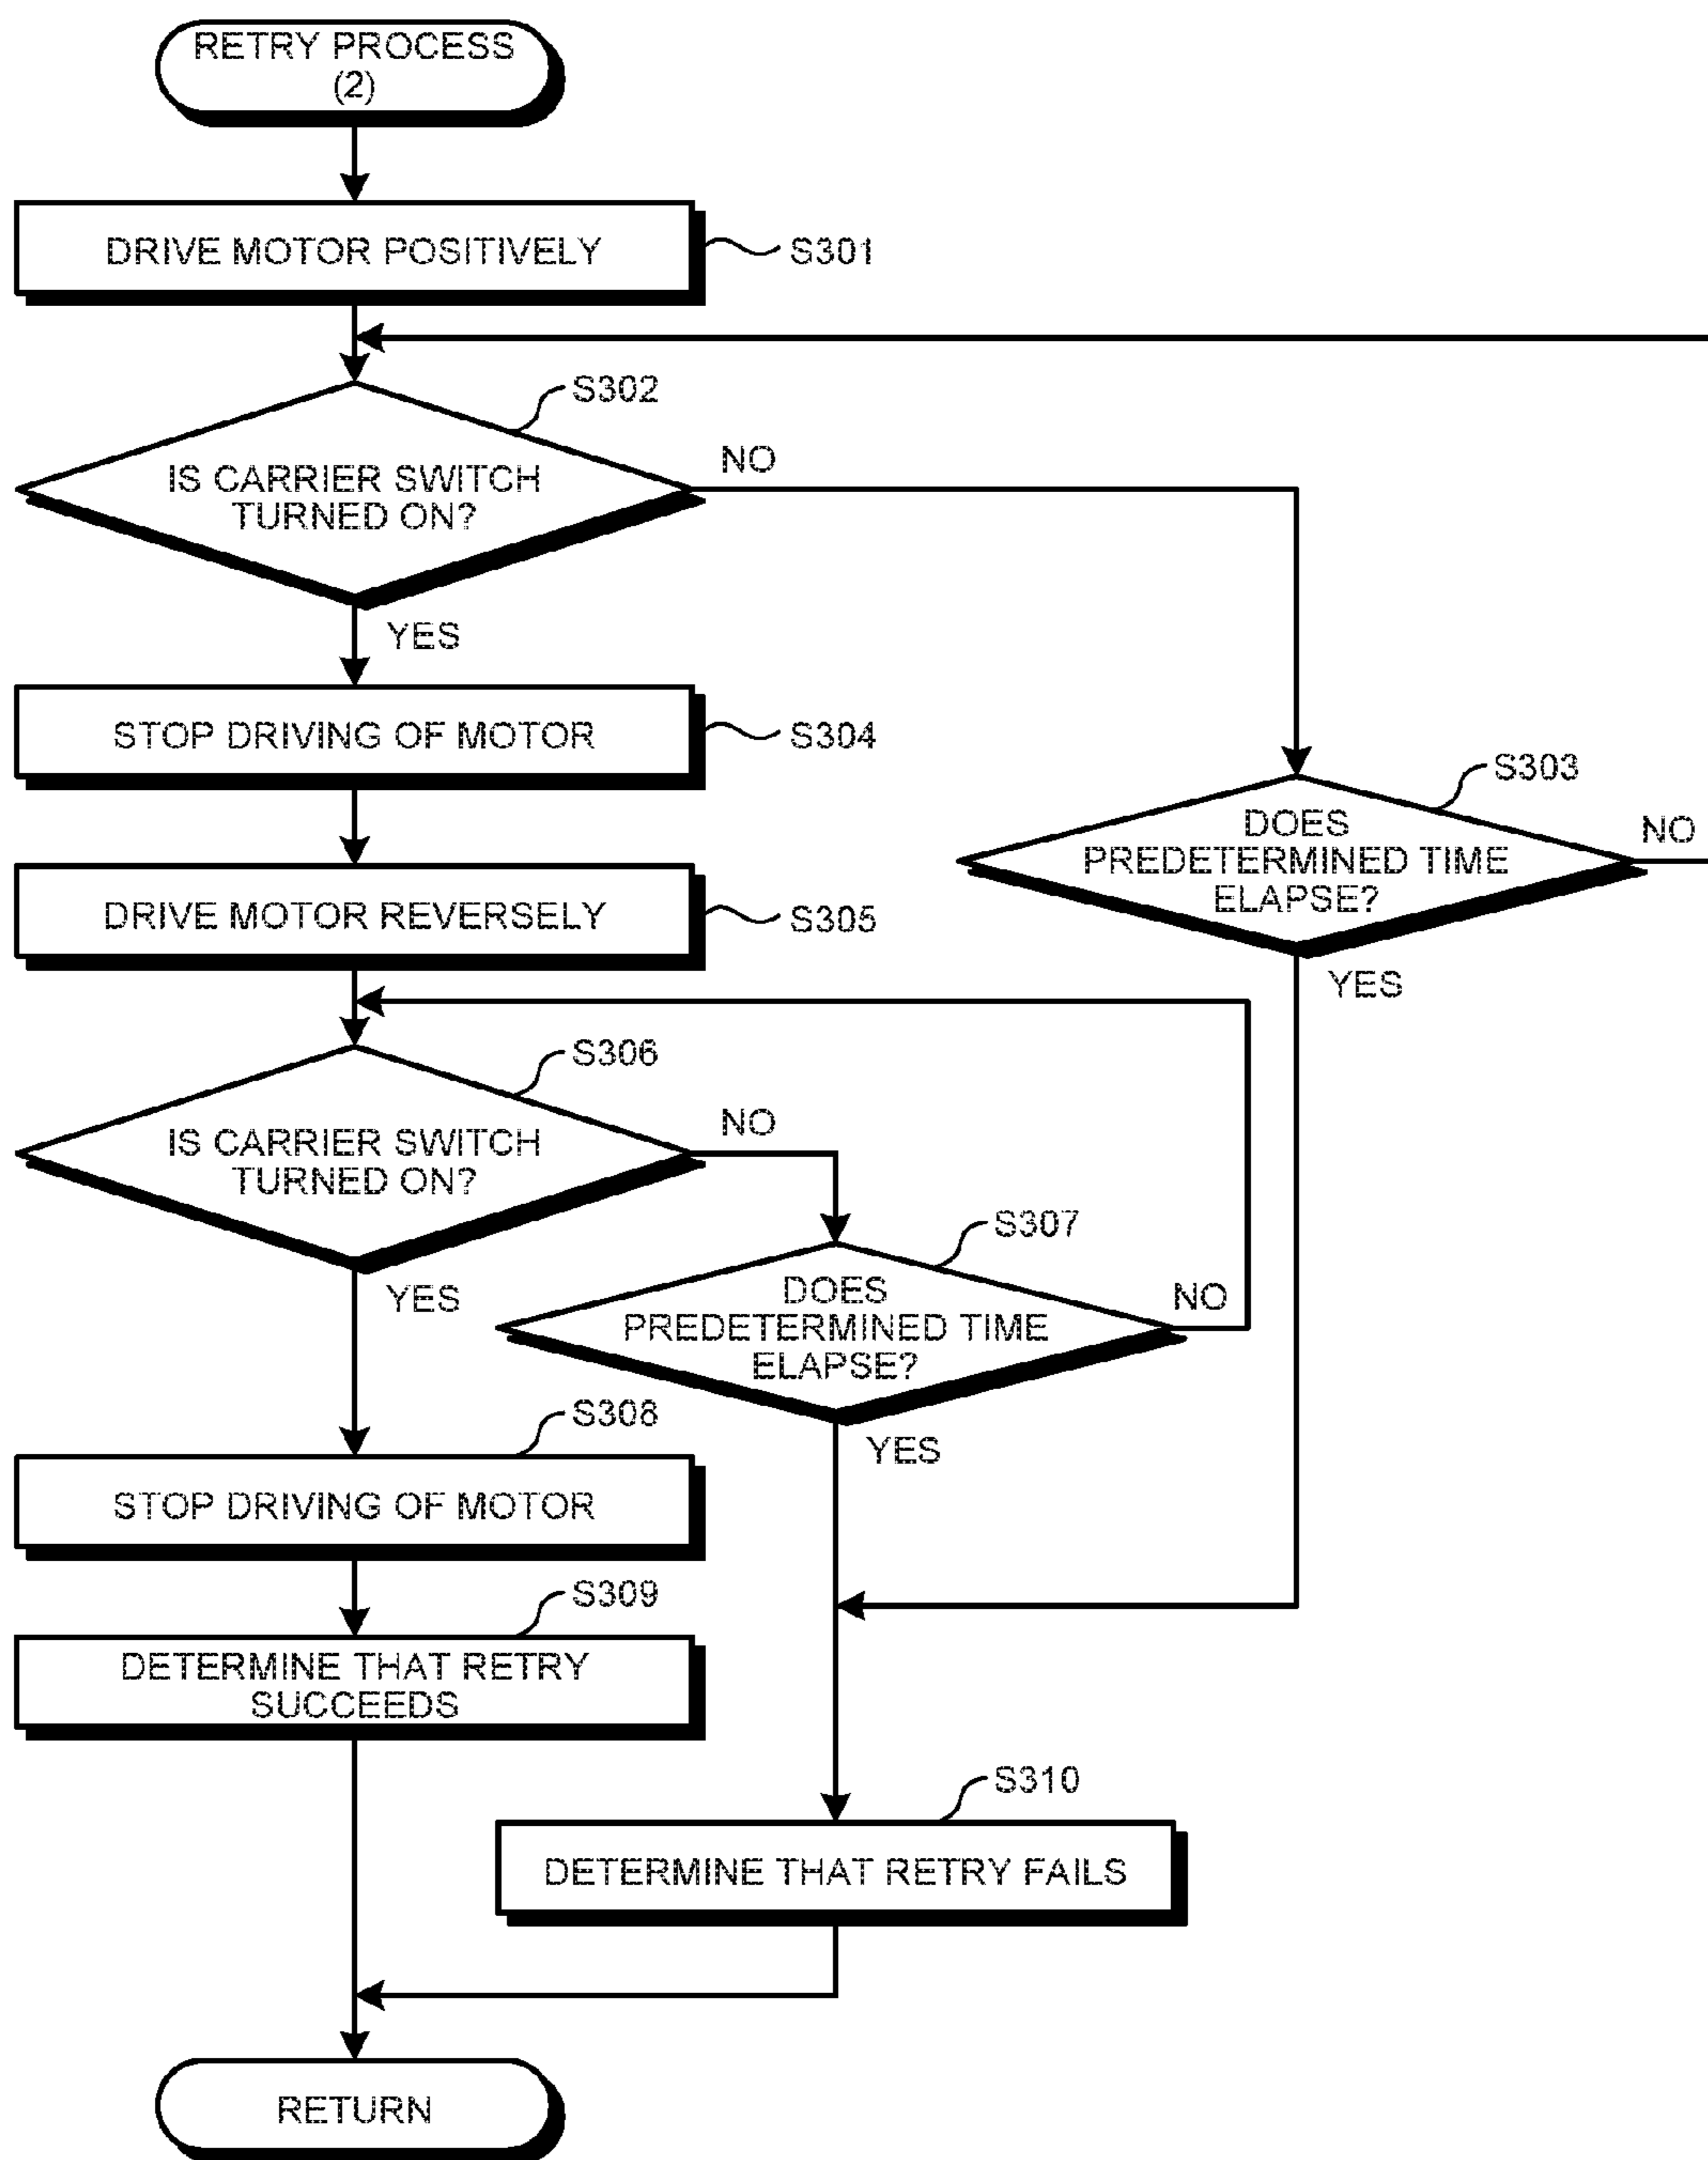 RETRY PROCESS
(2)
DRIVE MOTOR POSITIVELY
S301
S302
IS CARRIER SWITCH
TURNED ON?
NO
YES
STOP DRIVING OF MOTOR
S304
S303
DOES
PREDETERMINED TIME
ELAPSE?
NO
YES
DRIVE MOTOR REVERSELY
S305
S306
IS CARRIER SWITCH
TURNED ON?
NO
YES
S307
DOES
PREDETERMINED TIME
ELAPSE?
NO
YES
S308
STOP DRIVING OF MOTOR
S309
DETERMINE THAT RETRY
SUCCEEDS
S310
DETERMINE THAT RETRY FAILS
RETURN